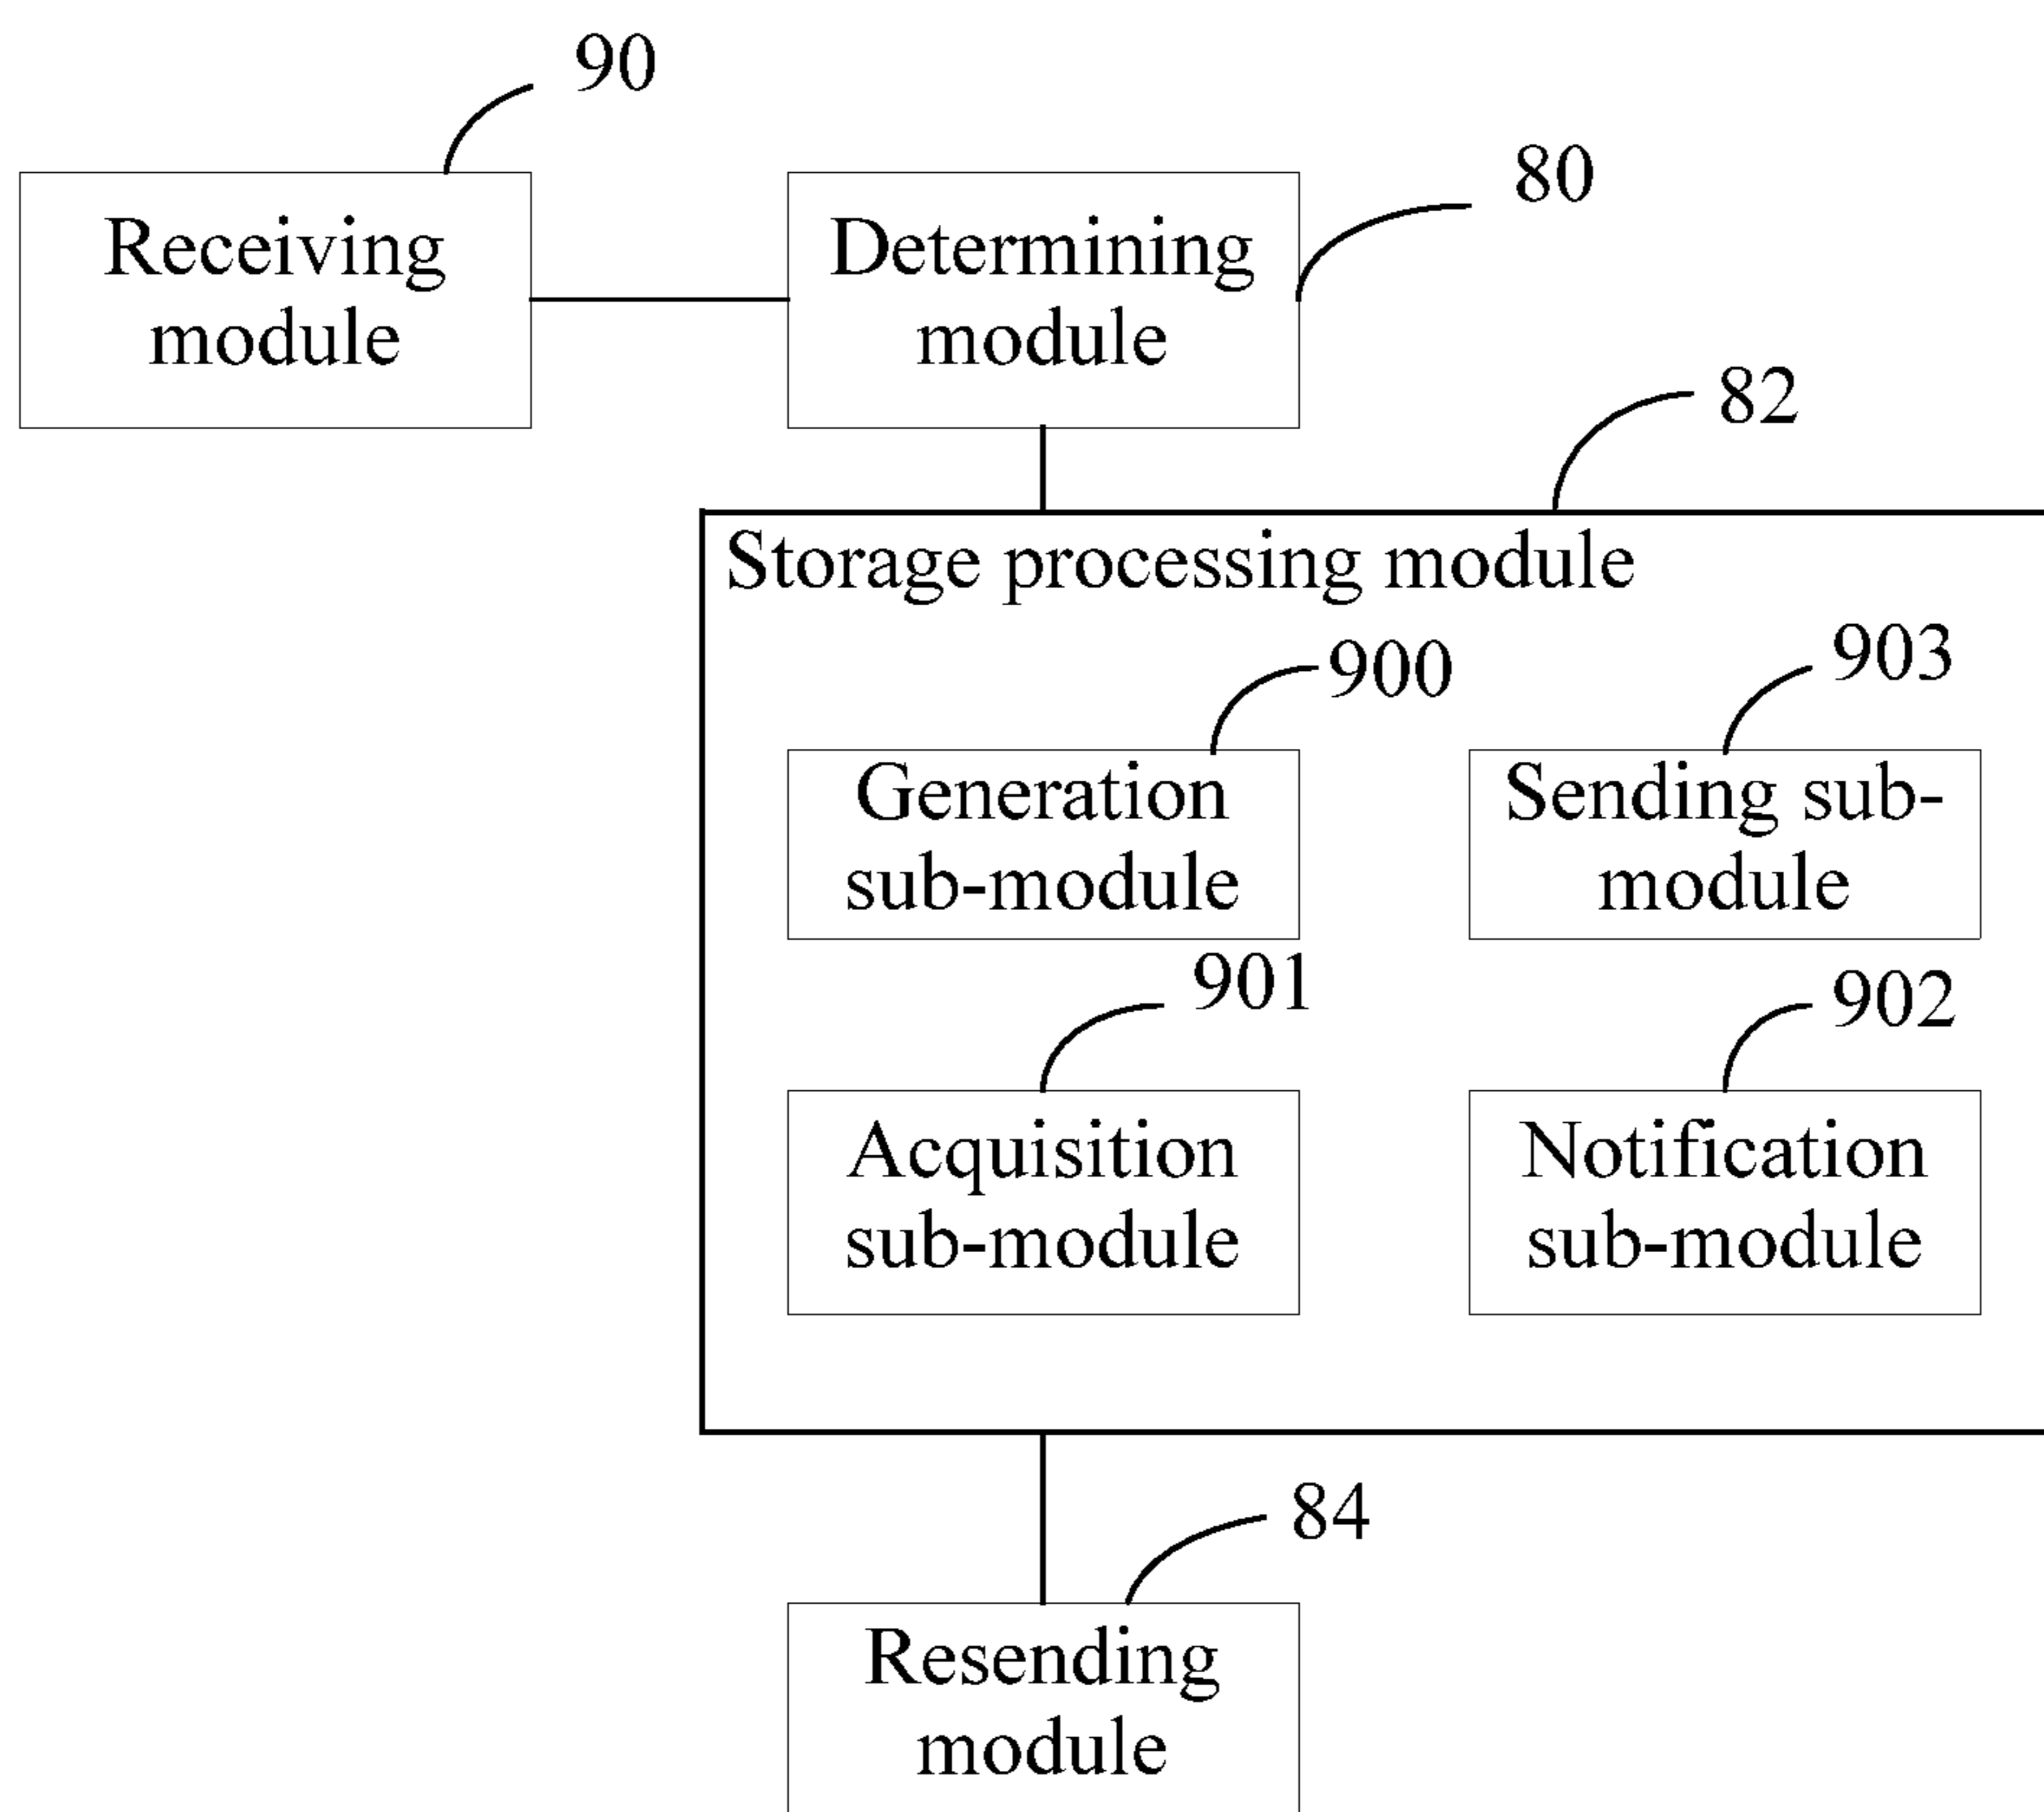 90
Receiving
module
80
Determining
module
82
Storage processing module
900
Generation
sub-module
903
Sending sub-
module
901
Acquisition
sub-module
902
Notification
sub-module
84
Resending
module